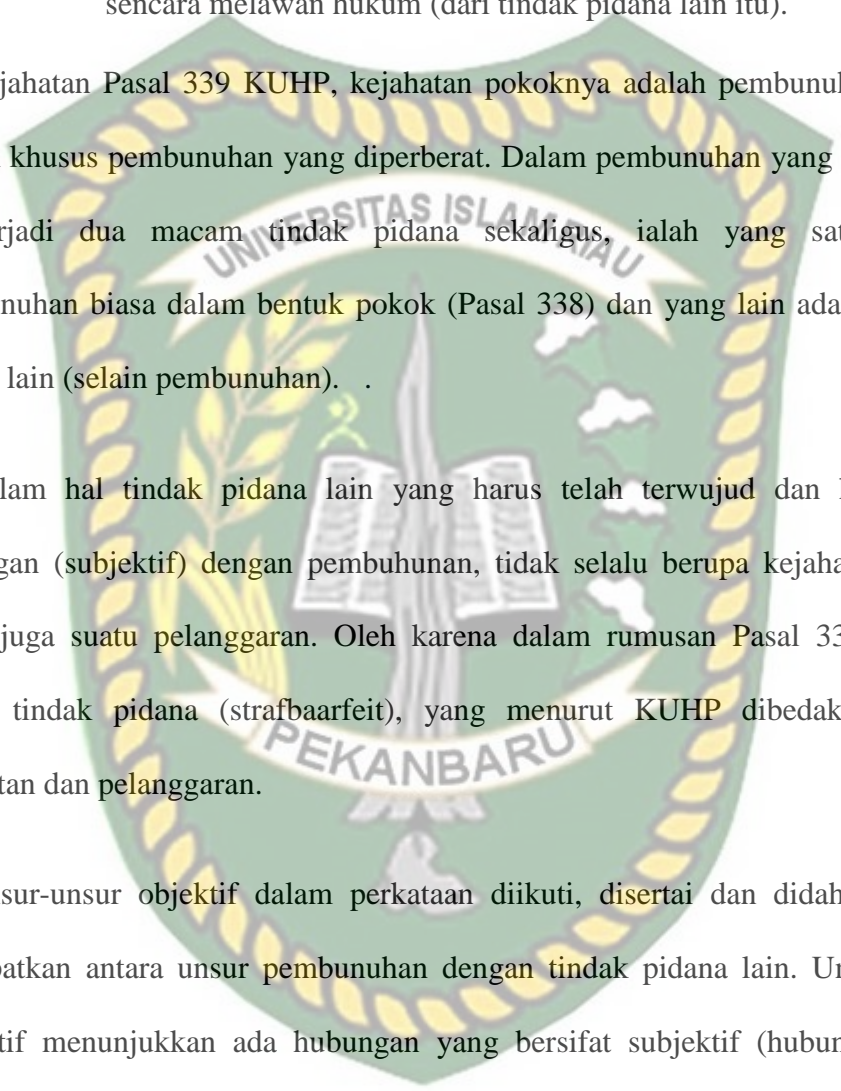 sencara melawan hukum (dari tindak pidana lain itu).
jahatan Pasal 339 KUHP, kejahatan pokoknya adalah pembunuh
khusus pembunuhan yang diperberat. Dalam pembunuhan yang
rjadi dua macam tindak pidana sekaligus, ialah yang sat
UNIVERSITAS ISLAM RIAU
nuhan biasa dalam bentuk pokok (Pasal 338) dan yang lain ada
lain (selain pembunuhan). .
lam hal tindak pidana lain yang harus telah terwujud dan
gan (subjektif) dengan pembuhunan, tidak selalu berupa kejaha
juga suatu pelanggaran. Oleh karena dalam rumusan Pasal 33
tindak pidana (strafbaarfeit), yang menurut KUHP dibedak
PEKANBARU
tan dan pelanggaran.
sur-unsur objektif dalam perkataan diikuti, disertai dan didah
patkan antara unsur pembunuhan dengan tindak pidana lain. Un
tif menunjukkan ada hubungan yang bersifat subjektif (hubun